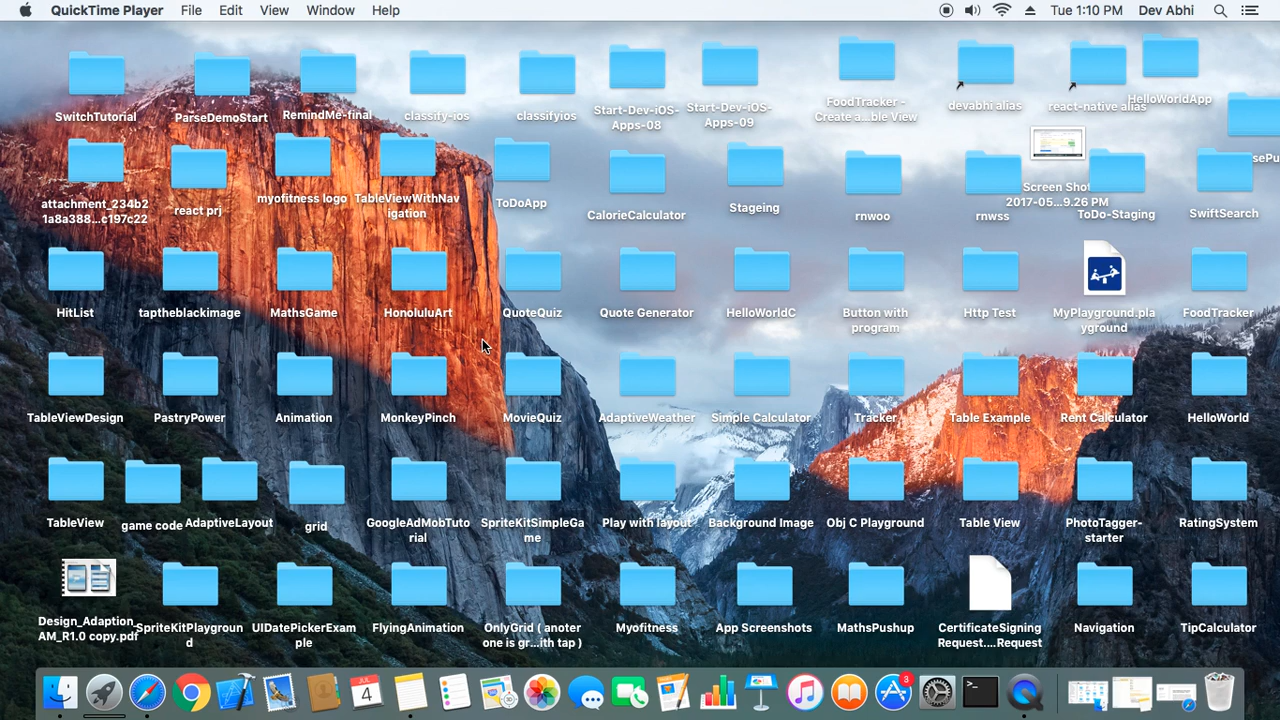 QuickTime Player File Edit View Window Help Tue 1:10 PM Dev Abhi
SwitchTutorial
ParseDemoStart
RemindMe-final
classify-ios
classifyios
Start-Dev-iOS-
Apps-08
Start-Dev-iOS-
Apps-09
FoodTracker -
Create a...ble View
devabhi alias
react-native alias
HelloWorldApp
attachment_234b2
1a8a388...c197c22
react prj
myofitness logo
TableViewWithNav
igation
ToDoApp
CalorieCalculator
Stageing
rnwoo
rnwss
Screen Shot
2017-05...9.26 PM
ToDo-Staging
SwiftSearch
sePu
HitList
taptheblackimage
MathsGame
HonoluluArt
QuoteQuiz
Quote Generator
HelloWorldC
Button with
program
Http Test
MyPlayground.pla
yground
FoodTracker
TableViewDesign
PastryPower
Animation
MonkeyPinch
MovieQuiz
AdaptiveWeather
Simple Calculator
Tracker
Table Example
Rent Calculator
HelloWorld
TableView
game code
AdaptiveLayout
grid
GoogleAdMobTuto
rial
SpriteKitSimpleGa
me
Play with layout
Background Image
Obj C Playground
Table View
PhotoTagger-
starter
RatingSystem
Design_Adaption_
AM_R1.0 copy.pdf
SpriteKitPlaygroun
d
UIDatePickerExam
ple
FlyingAnimation
OnlyGrid ( anoter
one is gr...ith tap )
Myofitness
App Screenshots
MathsPushup
CertificateSigning
Request....Request
Navigation
TipCalculator
JUL
4
3